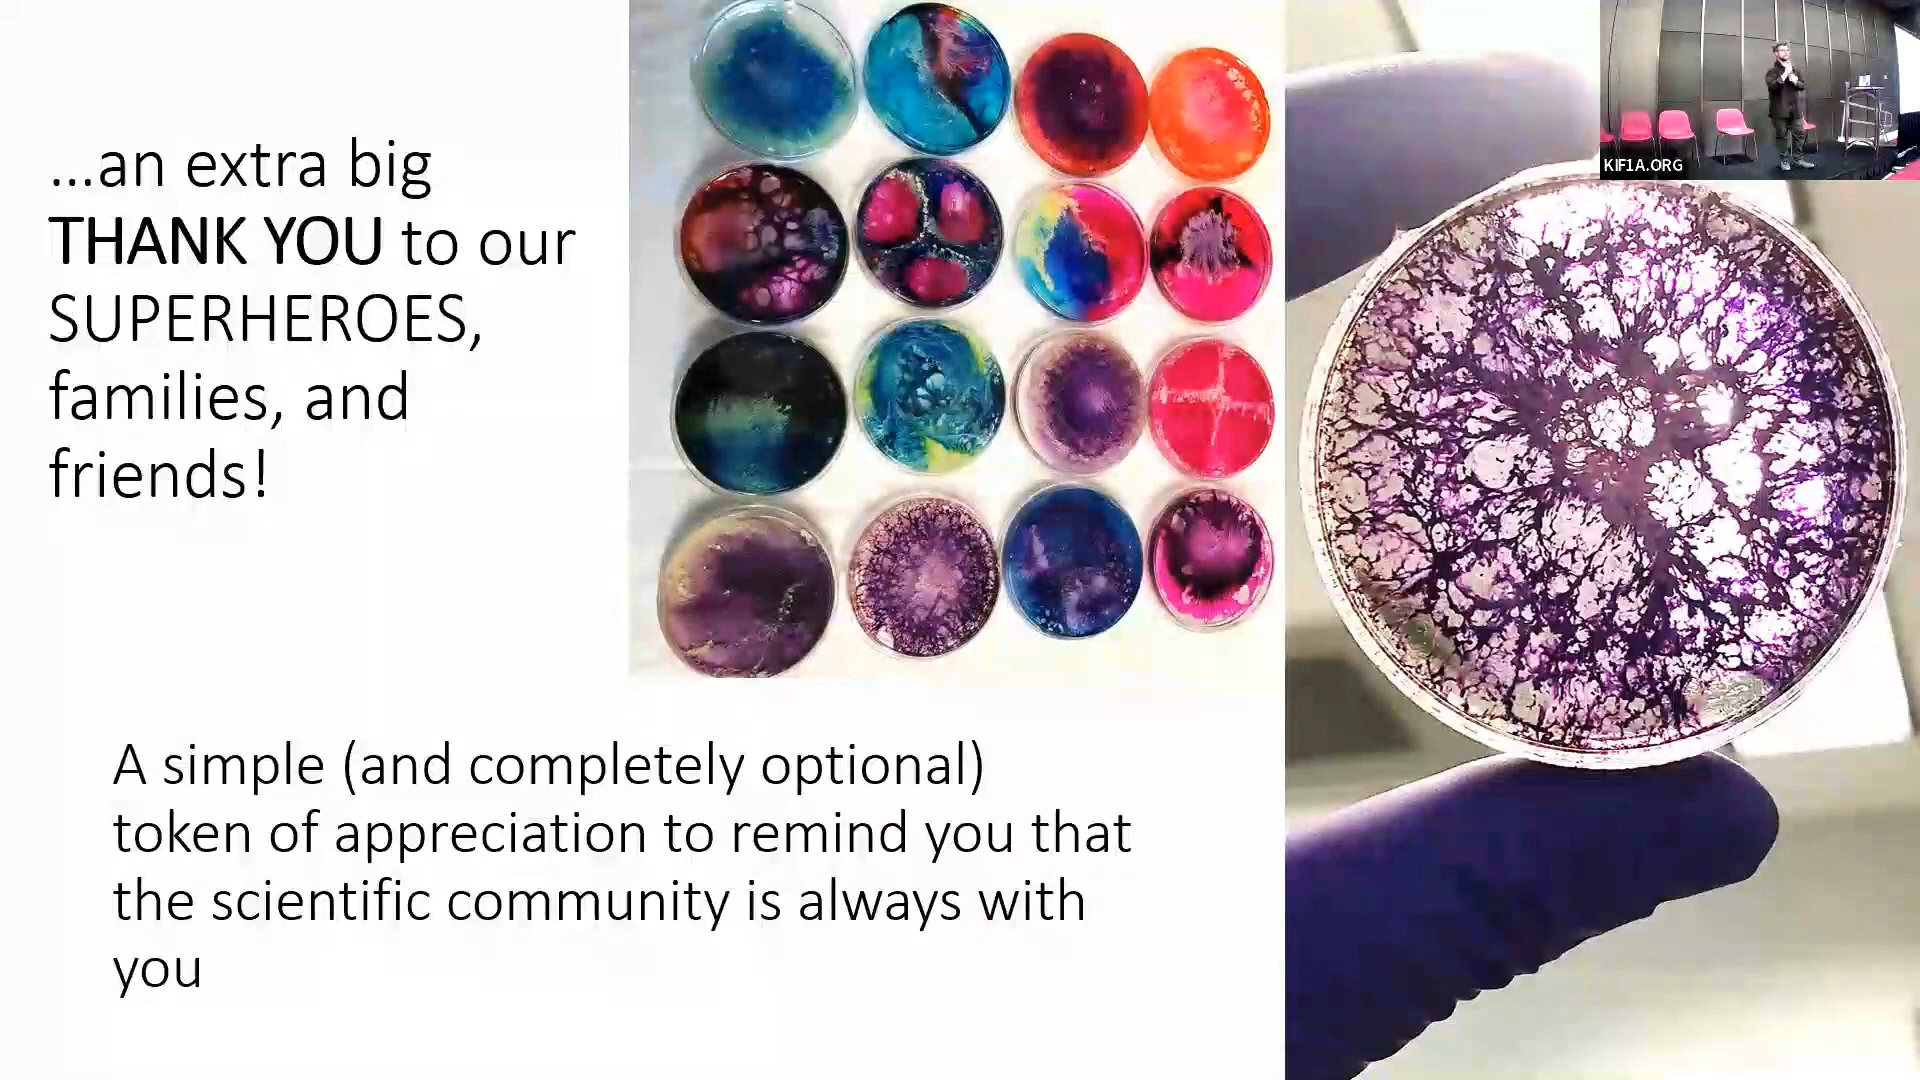 ...an extra big
THANK YOU to our
SUPERHEROES,
families, and
friends!
A simple (and completely optional)
token of appreciation to remind you that
the scientific community is always with
you
KIF1A.ORG